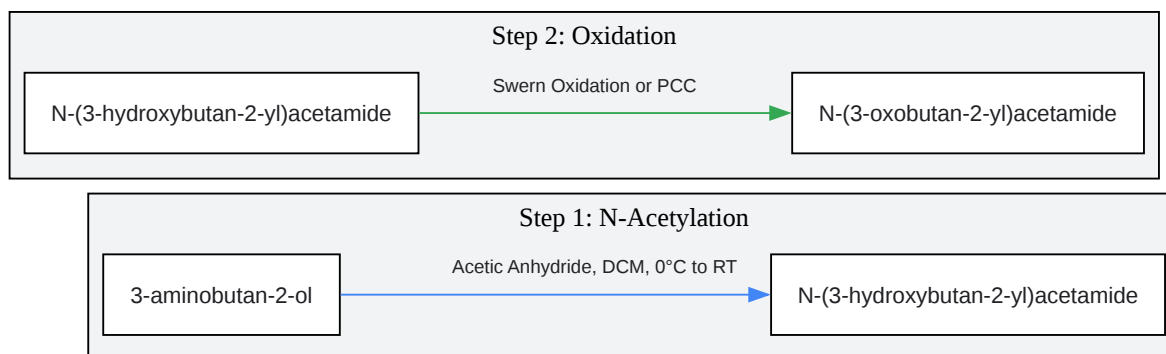 Step 2: Oxidation
Swern Oxidation or PCC
N-(3-hydroxybutan-2-yl)acetamide
N-(3-oxobutan-2-yl)acetamide
Step 1: N-Acetylation
Acetic Anhydride, DCM, 0°C to RT
3-aminobutan-2-ol
N-(3-hydroxybutan-2-yl)acetamide